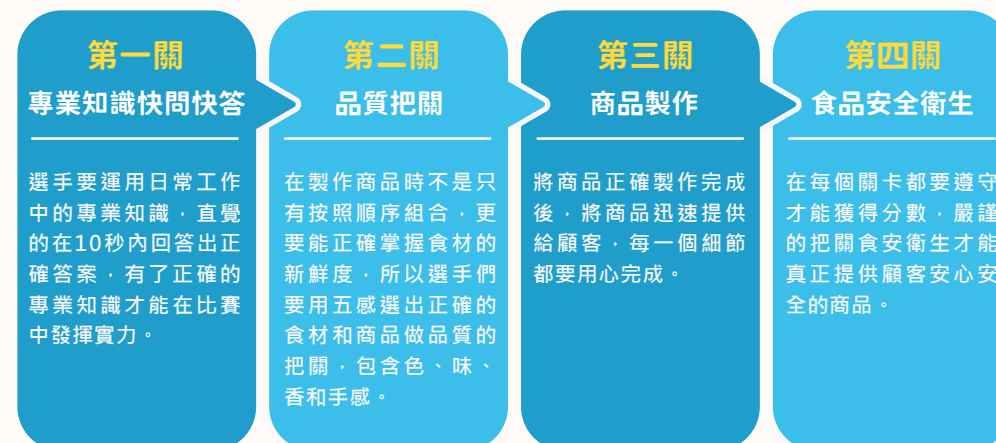 第一關
專業知識快問快答
選手要運用日常工作
中的專業知識，直覺
的在10秒內回答出正
確答案，有了正確的
專業知識才能在比賽
中發揮實力。
第二關
品質把關
在製作商品時不是只
有按照順序組合，更
要能正確掌握食材的
新鮮度，所以選手們
要用五感選出正確的
食材和商品做品質的
把關，包含色、味、
香和手感。
第三關
商品製作
將商品正確製作完成
後，將商品迅速提供
給顧客，每一個細節
都要用心完成。
第四關
食品安全衛生
在每個關卡都要遵守
才能獲得分數，嚴謹
的把關食安衛生才能
真正提供顧客安心安
全的商品。